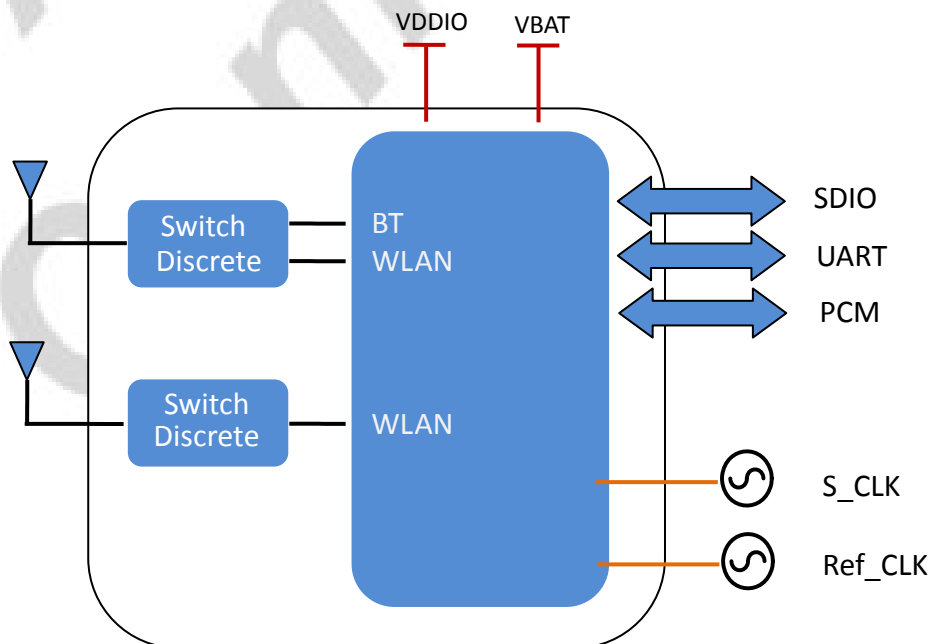 VDDIO
VBAT
Switch
Discrete
BT
WLAN
SDIO
UART
PCM
Switch
Discrete
WLAN
S_CLK
Ref_CLK